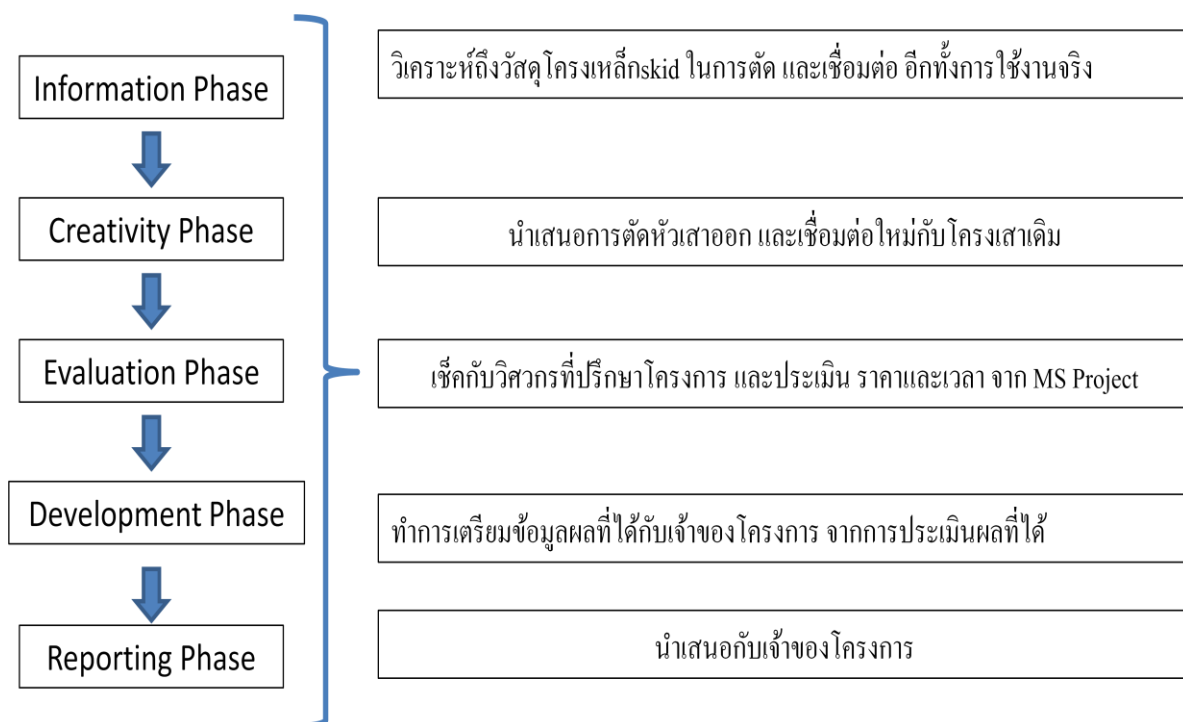 Information Phase
วิเคราะห์ถึงวัสดุโครงเหล็กskid ในการตัด และเชื่อมต่อ อีกทั้งการใช้งานจริง
Creativity Phase
นำเสนอการตัดหัวเสาออก และเชื่อมต่อใหม่กับโครงเสาเดิม
Evaluation Phase
เช็คกับวิศวกรที่ปรึกษาโครงการ และประเมิน ราคาและเวลา จาก MS Project
Development Phase
ทำการเตรียมข้อมูลผลที่ได้กับเจ้าของโครงการ จากการประเมินผลที่ได้
Reporting Phase
นำเสนอกับเจ้าของโครงการ